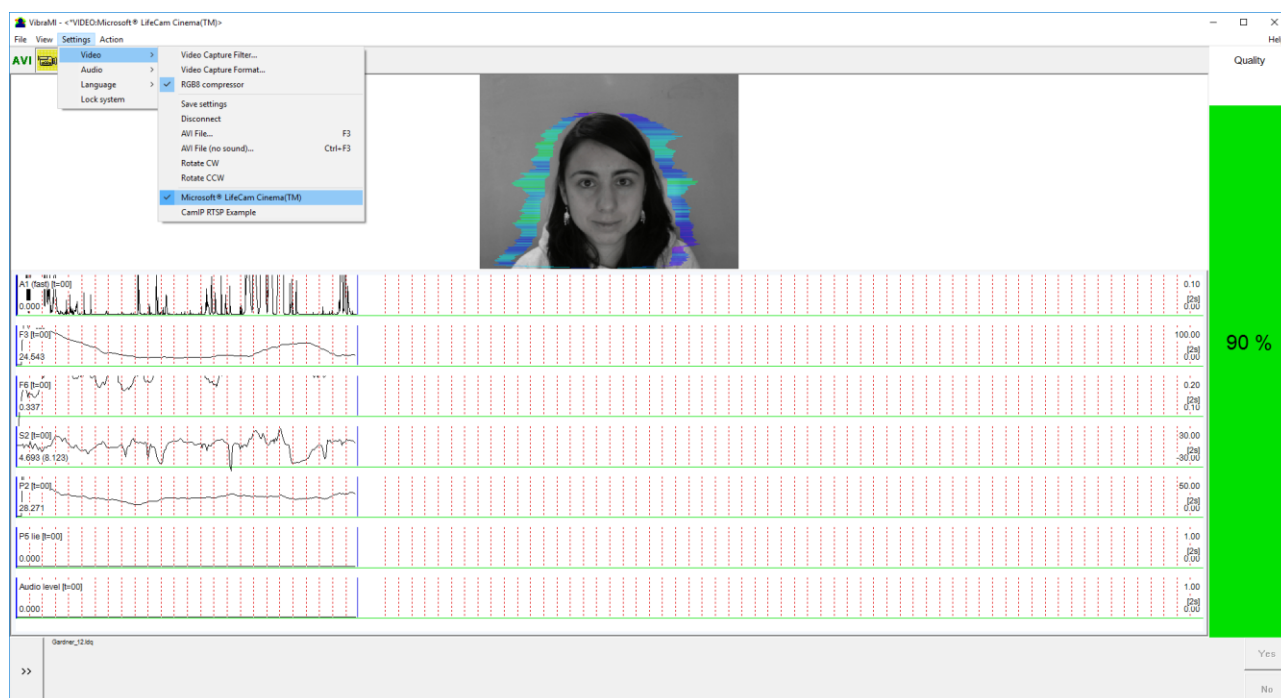 VibraMI - <"VIDEO:Microsoft® LifeCam Cinema(TM)>
File View Settings Action Hel
AVI
Video >
Audio >
Language >
Lock system
Video Capture Filter...
Video Capture Format...
RGB8 compressor
Save settings
Disconnect
AVI File... F3
AVI File (no sound)... Ctrl+F3
Rotate CW
Rotate CCW
Microsoft® LifeCam Cinema(TM)
CamIP RTSP Example
Quality
90 %
A1 (fast) [t=00]
0.000
0.10
[2s]
0.00
F3 [t=00]
24.543
100.00
[2s]
0.00
F6 [t=00]
0.337
0.20
[2s]
0.10
S2 [t=00]
4.693 (8.123)
30.00
[2s]
-30.00
P2 [t=00]
28.271
50.00
[2s]
0.00
P5 lie [t=00]
0.000
1.00
[2s]
0.00
Audio level [t=00]
0.000
1.00
[2s]
0.00
Gardner_12.ldq
>>
Yes
No